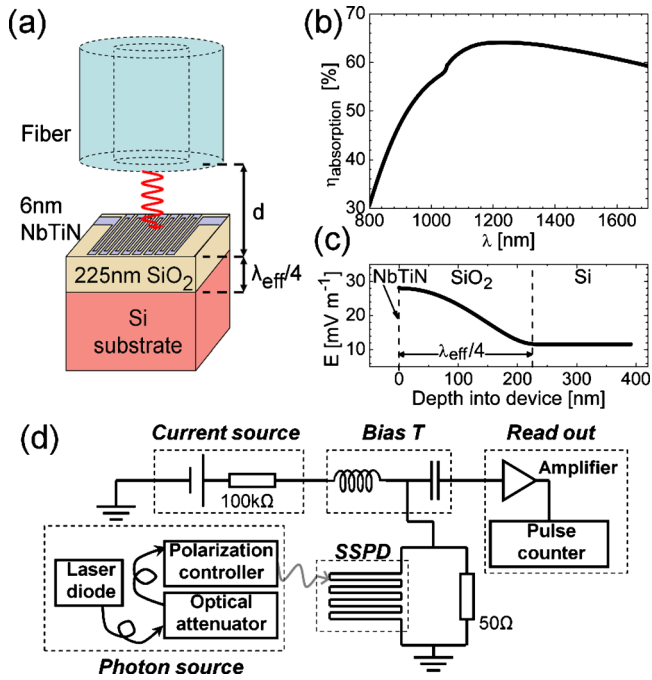 (a)
Fiber
6nm
NbTiN
d
225nm SiO2
λeff/4
Si
substrate
(b)
ηabsorption [%]
70
60
50
40
30
800 1000 1200 1400 1600
λ [nm]
(c)
NbTiN SiO2 Si
E [mV m-1]
30
20
10
λeff/4
0 100 200 300 400
Depth into device [nm]
(d)
Current source
Bias T
Read out
100kΩ
Amplifier
Pulse
counter
Laser
diode
Polarization
controller
Optical
attenuator
Photon source
SSPD
50Ω